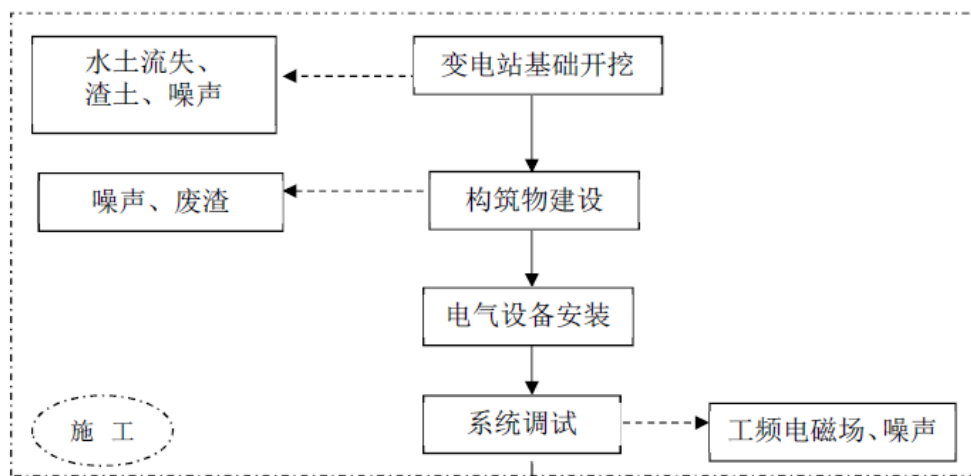 水土流失、
渣土、噪声
变电站基础开挖
噪声、废渣
构筑物建设
电气设备安装
施 工
系统调试
工频电磁场、噪声